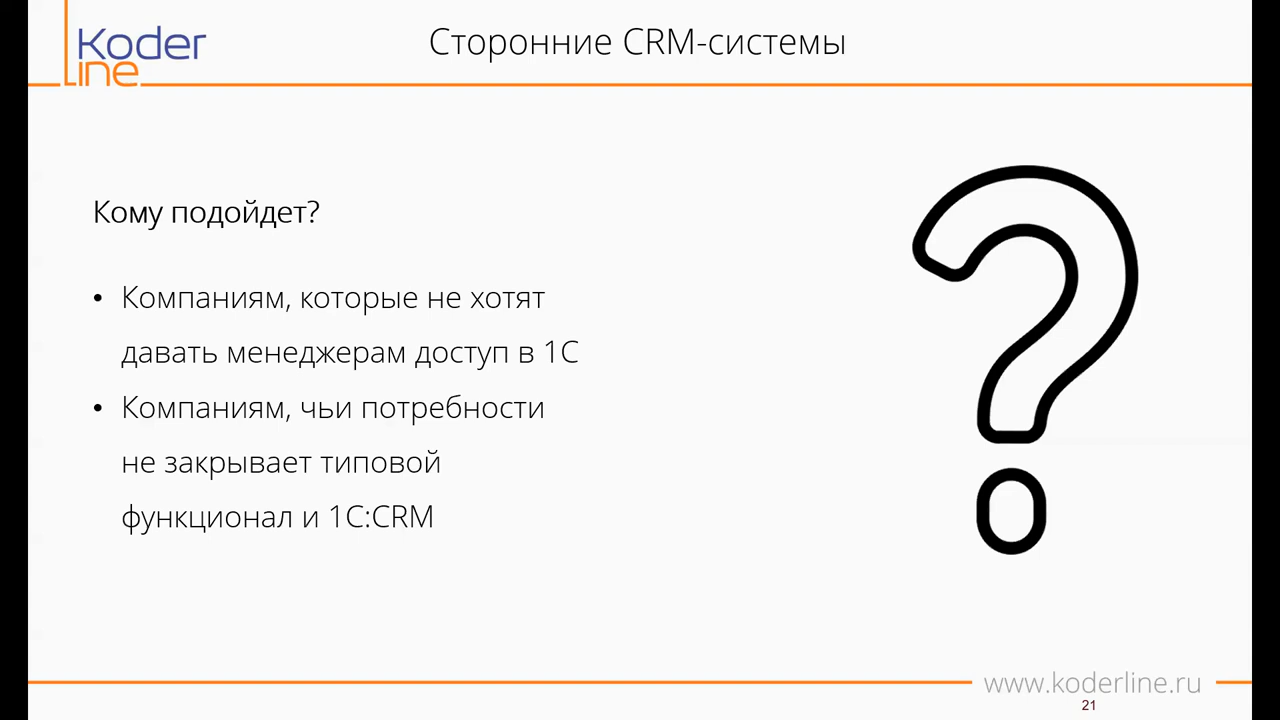 Koder
line
Сторонние CRM-системы
Кому подойдет?
• Компаниям, которые не хотят
давать менеджерам доступ в 1С
• Компаниям, чьи потребности
не закрывает типовой
функционал и 1С:CRM
www.koderline.ru
21